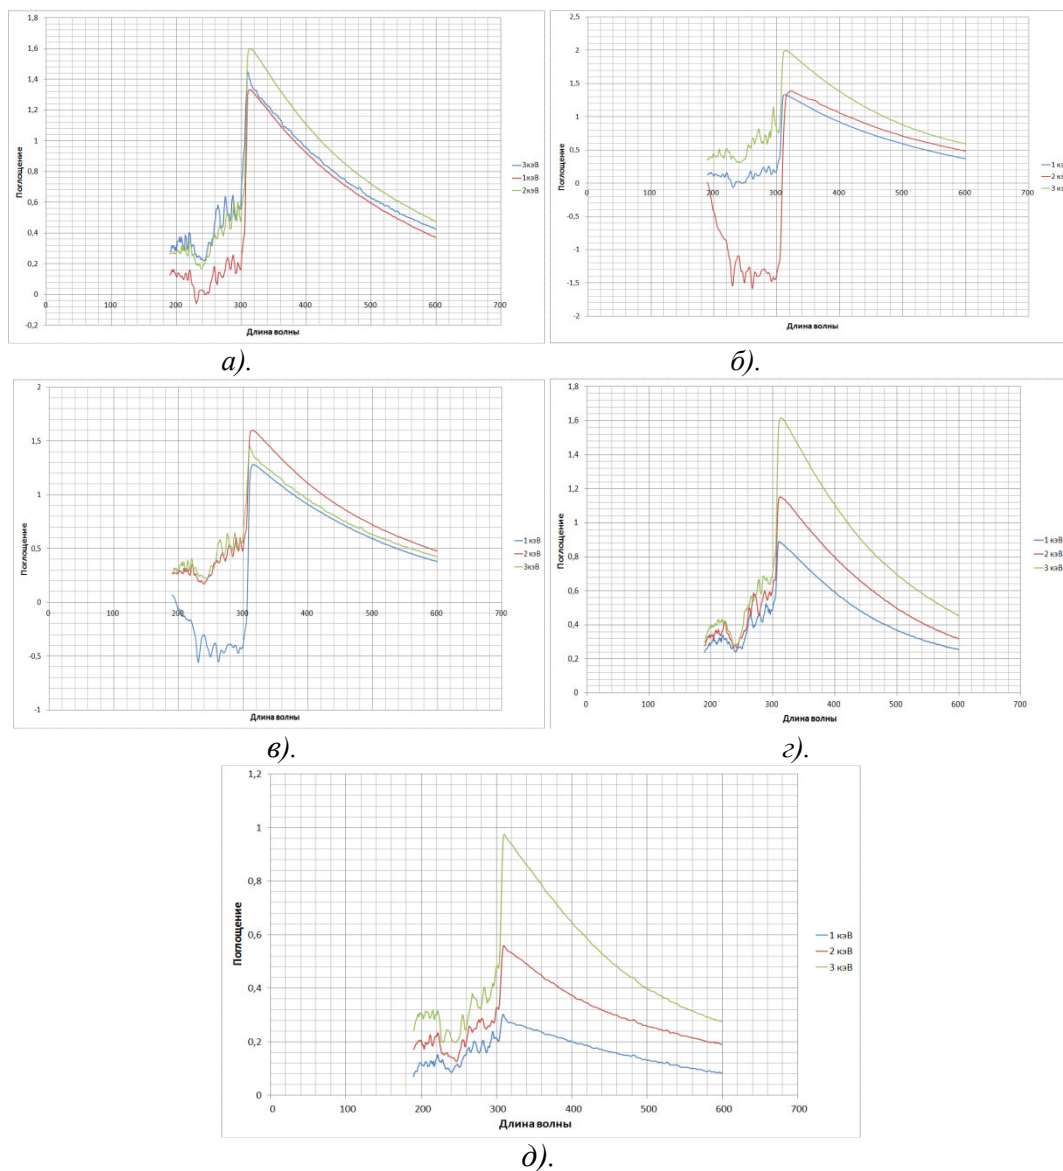 1,8
1,6
1,4
1,2
1
0,8
0,6
0,4
0,2
0
-0,2
0
100
200
300
400
500
600
700
Поглощение
Длина волны
3кэВ
1кэВ
2кэВ
а).
2,5
2
1,5
1
0,5
0
-0,5
-1
-1,5
-2
0
100
200
300
400
500
600
700
Поглощение
Длина волны
1 кэ
2 кэ
3 кэ
б).
2
1,5
1
0,5
0
-0,5
-1
0
100
200
300
400
500
600
700
Поглощение
Длина волны
1 кэВ
2 кэВ
3кэВ
в).
1,8
1,6
1,4
1,2
1
0,8
0,6
0,4
0,2
0
0
100
200
300
400
500
600
700
Поглощение
Длина волны
1 кэВ
2 кэВ
3 кэВ
г).
1,2
1
0,8
0,6
0,4
0,2
0
0
100
200
300
400
500
600
700
Поглощение
Длина волны
1 кэВ
2 кэВ
3 кэВ
д).